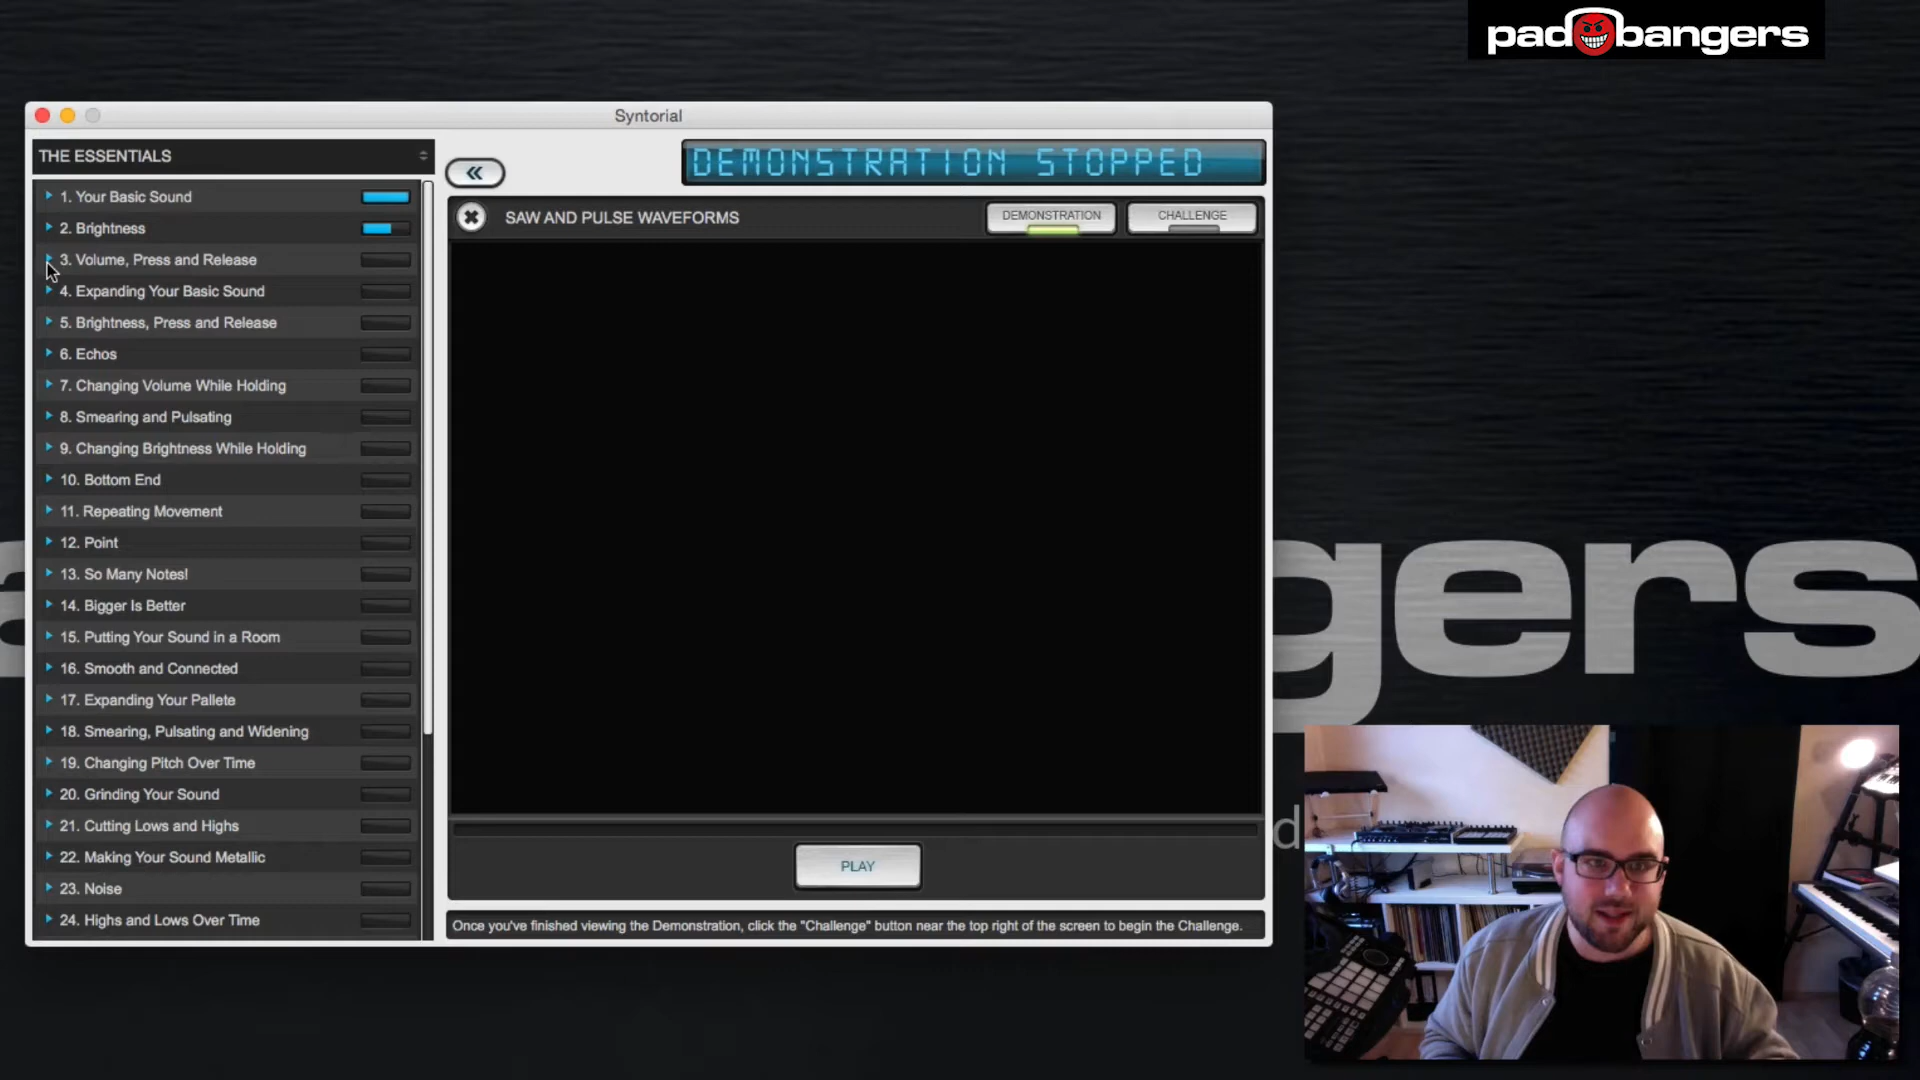 pad bangers
Syntorial
THE ESSENTIALS
DEMONSTRATION STOPPED
SAW AND PULSE WAVEFORMS
DEMONSTRATION
CHALLENGE
1. Your Basic Sound
2. Brightness
3. Volume, Press and Release
4. Expanding Your Basic Sound
5. Brightness, Press and Release
6. Echos
7. Changing Volume While Holding
8. Smearing and Pulsating
9. Changing Brightness While Holding
10. Bottom End
11. Repeating Movement
12. Point
13. So Many Notes!
14. Bigger Is Better
15. Putting Your Sound in a Room
16. Smooth and Connected
17. Expanding Your Pallete
18. Smearing, Pulsating and Widening
19. Changing Pitch Over Time
20. Grinding Your Sound
21. Cutting Lows and Highs
22. Making Your Sound Metallic
23. Noise
24. Highs and Lows Over Time
PLAY
Once you've finished viewing the Demonstration, click the "Challenge" button near the top right of the screen to begin the Challenge.
gers
d